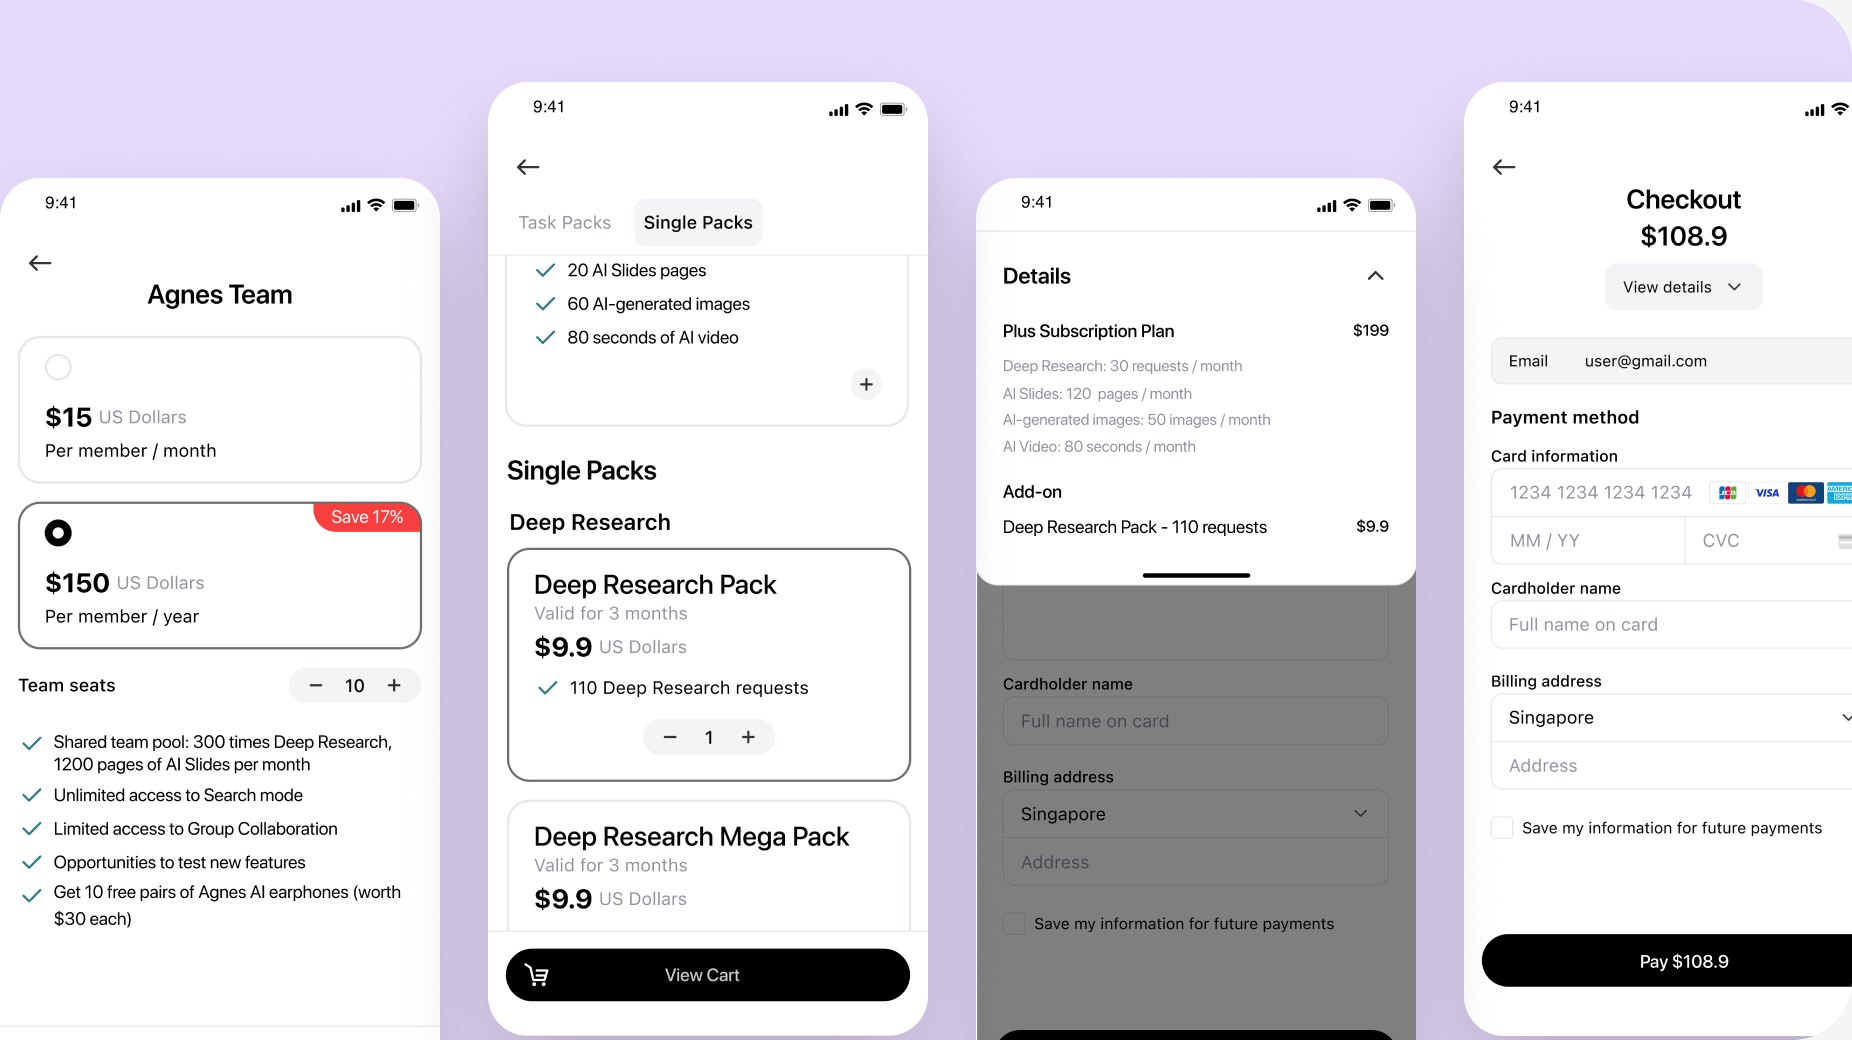 9:41
Agnes Team
$15 US Dollars
Per member / month
Save 17%
$150 US Dollars
Per member / year
Team seats
− 10 +
Shared team pool: 300 times Deep Research,
1200 pages of AI Slides per month
Unlimited access to Search mode
Limited access to Group Collaboration
Opportunities to test new features
Get 10 free pairs of Agnes AI earphones (worth
$30 each)
9:41
Task Packs
Single Packs
20 AI Slides pages
60 AI-generated images
80 seconds of AI video
+
Single Packs
Deep Research
Deep Research Pack
Valid for 3 months
$9.9 US Dollars
110 Deep Research requests
− 1 +
Deep Research Mega Pack
Valid for 3 months
$9.9 US Dollars
View Cart
9:41
Details
Plus Subscription Plan $199
Deep Research: 30 requests / month
AI Slides: 120 pages / month
AI-generated images: 50 images / month
AI Video: 80 seconds / month
Add-on
Deep Research Pack - 110 requests $9.9
Cardholder name
Full name on card
Billing address
Singapore
Address
Save my information for future payments
9:41
Checkout
$108.9
View details
Email user@gmail.com
Payment method
Card information
1234 1234 1234 1234 JCB VISA
MM / YY CVC
Cardholder name
Full name on card
Billing address
Singapore
Address
Save my information for future payments
Pay $108.9